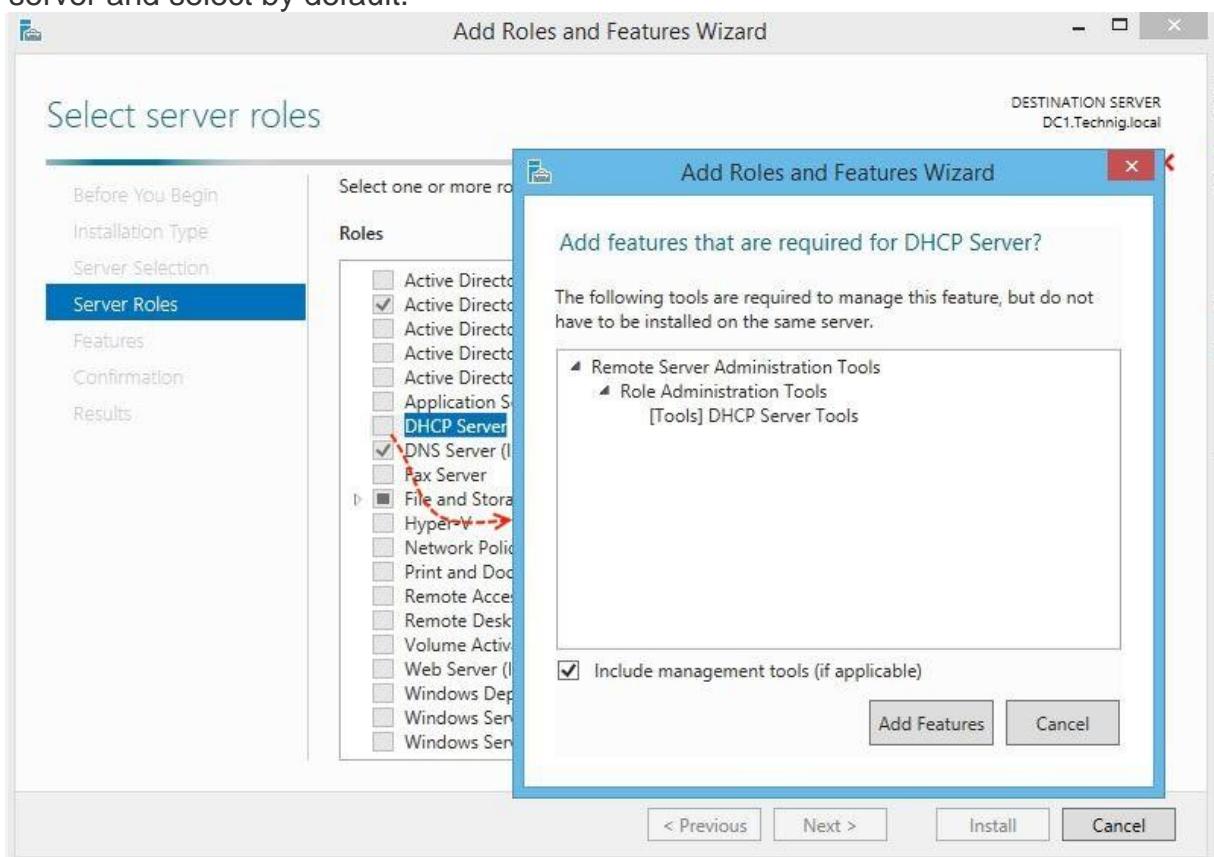 server and select by default.
Add Roles and Features Wizard
Select server roles
DESTINATION SERVER
DC1.Technig.local
Before You Begin
Installation Type
Server Selection
Server Roles
Features
Confirmation
Results
Select one or more ro
Roles
Active Directo
Active Directo
Active Directo
Active Directo
Active Directo
Application S
DHCP Server
DNS Server (I
Fax Server
File and Stora
Hyper-V
Network Polic
Print and Doc
Remote Acces
Remote Desk
Volume Activ
Web Server (I
Windows Dep
Windows Serv
Windows Serv
Add Roles and Features Wizard
Add features that are required for DHCP Server?
The following tools are required to manage this feature, but do not
have to be installed on the same server.
Remote Server Administration Tools
Role Administration Tools
[Tools] DHCP Server Tools
Include management tools (if applicable)
Add Features
Cancel
< Previous
Next >
Install
Cancel